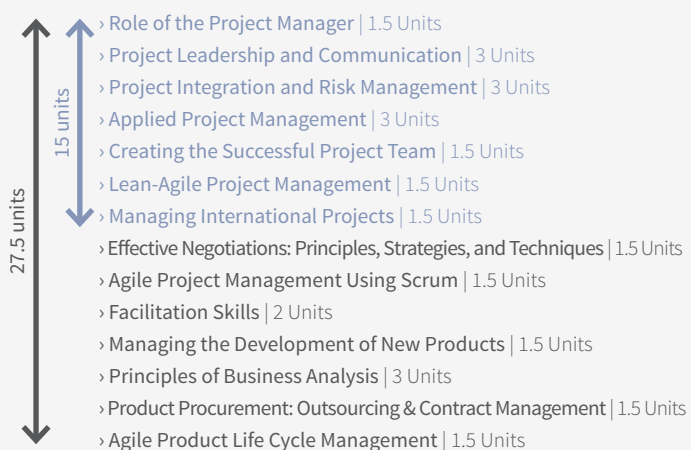 › Role of the Project Manager | 1.5 Units
› Project Leadership and Communication | 3 Units
› Project Integration and Risk Management | 3 Units
› Applied Project Management | 3 Units
› Creating the Successful Project Team | 1.5 Units
› Lean-Agile Project Management | 1.5 Units
› Managing International Projects | 1.5 Units
› Effective Negotiations: Principles, Strategies, and Techniques | 1.5 Units
› Agile Project Management Using Scrum | 1.5 Units
› Facilitation Skills | 2 Units
› Managing the Development of New Products | 1.5 Units
› Principles of Business Analysis | 3 Units
› Product Procurement: Outsourcing & Contract Management | 1.5 Units
› Agile Product Life Cycle Management | 1.5 Units
15 units
27.5 units